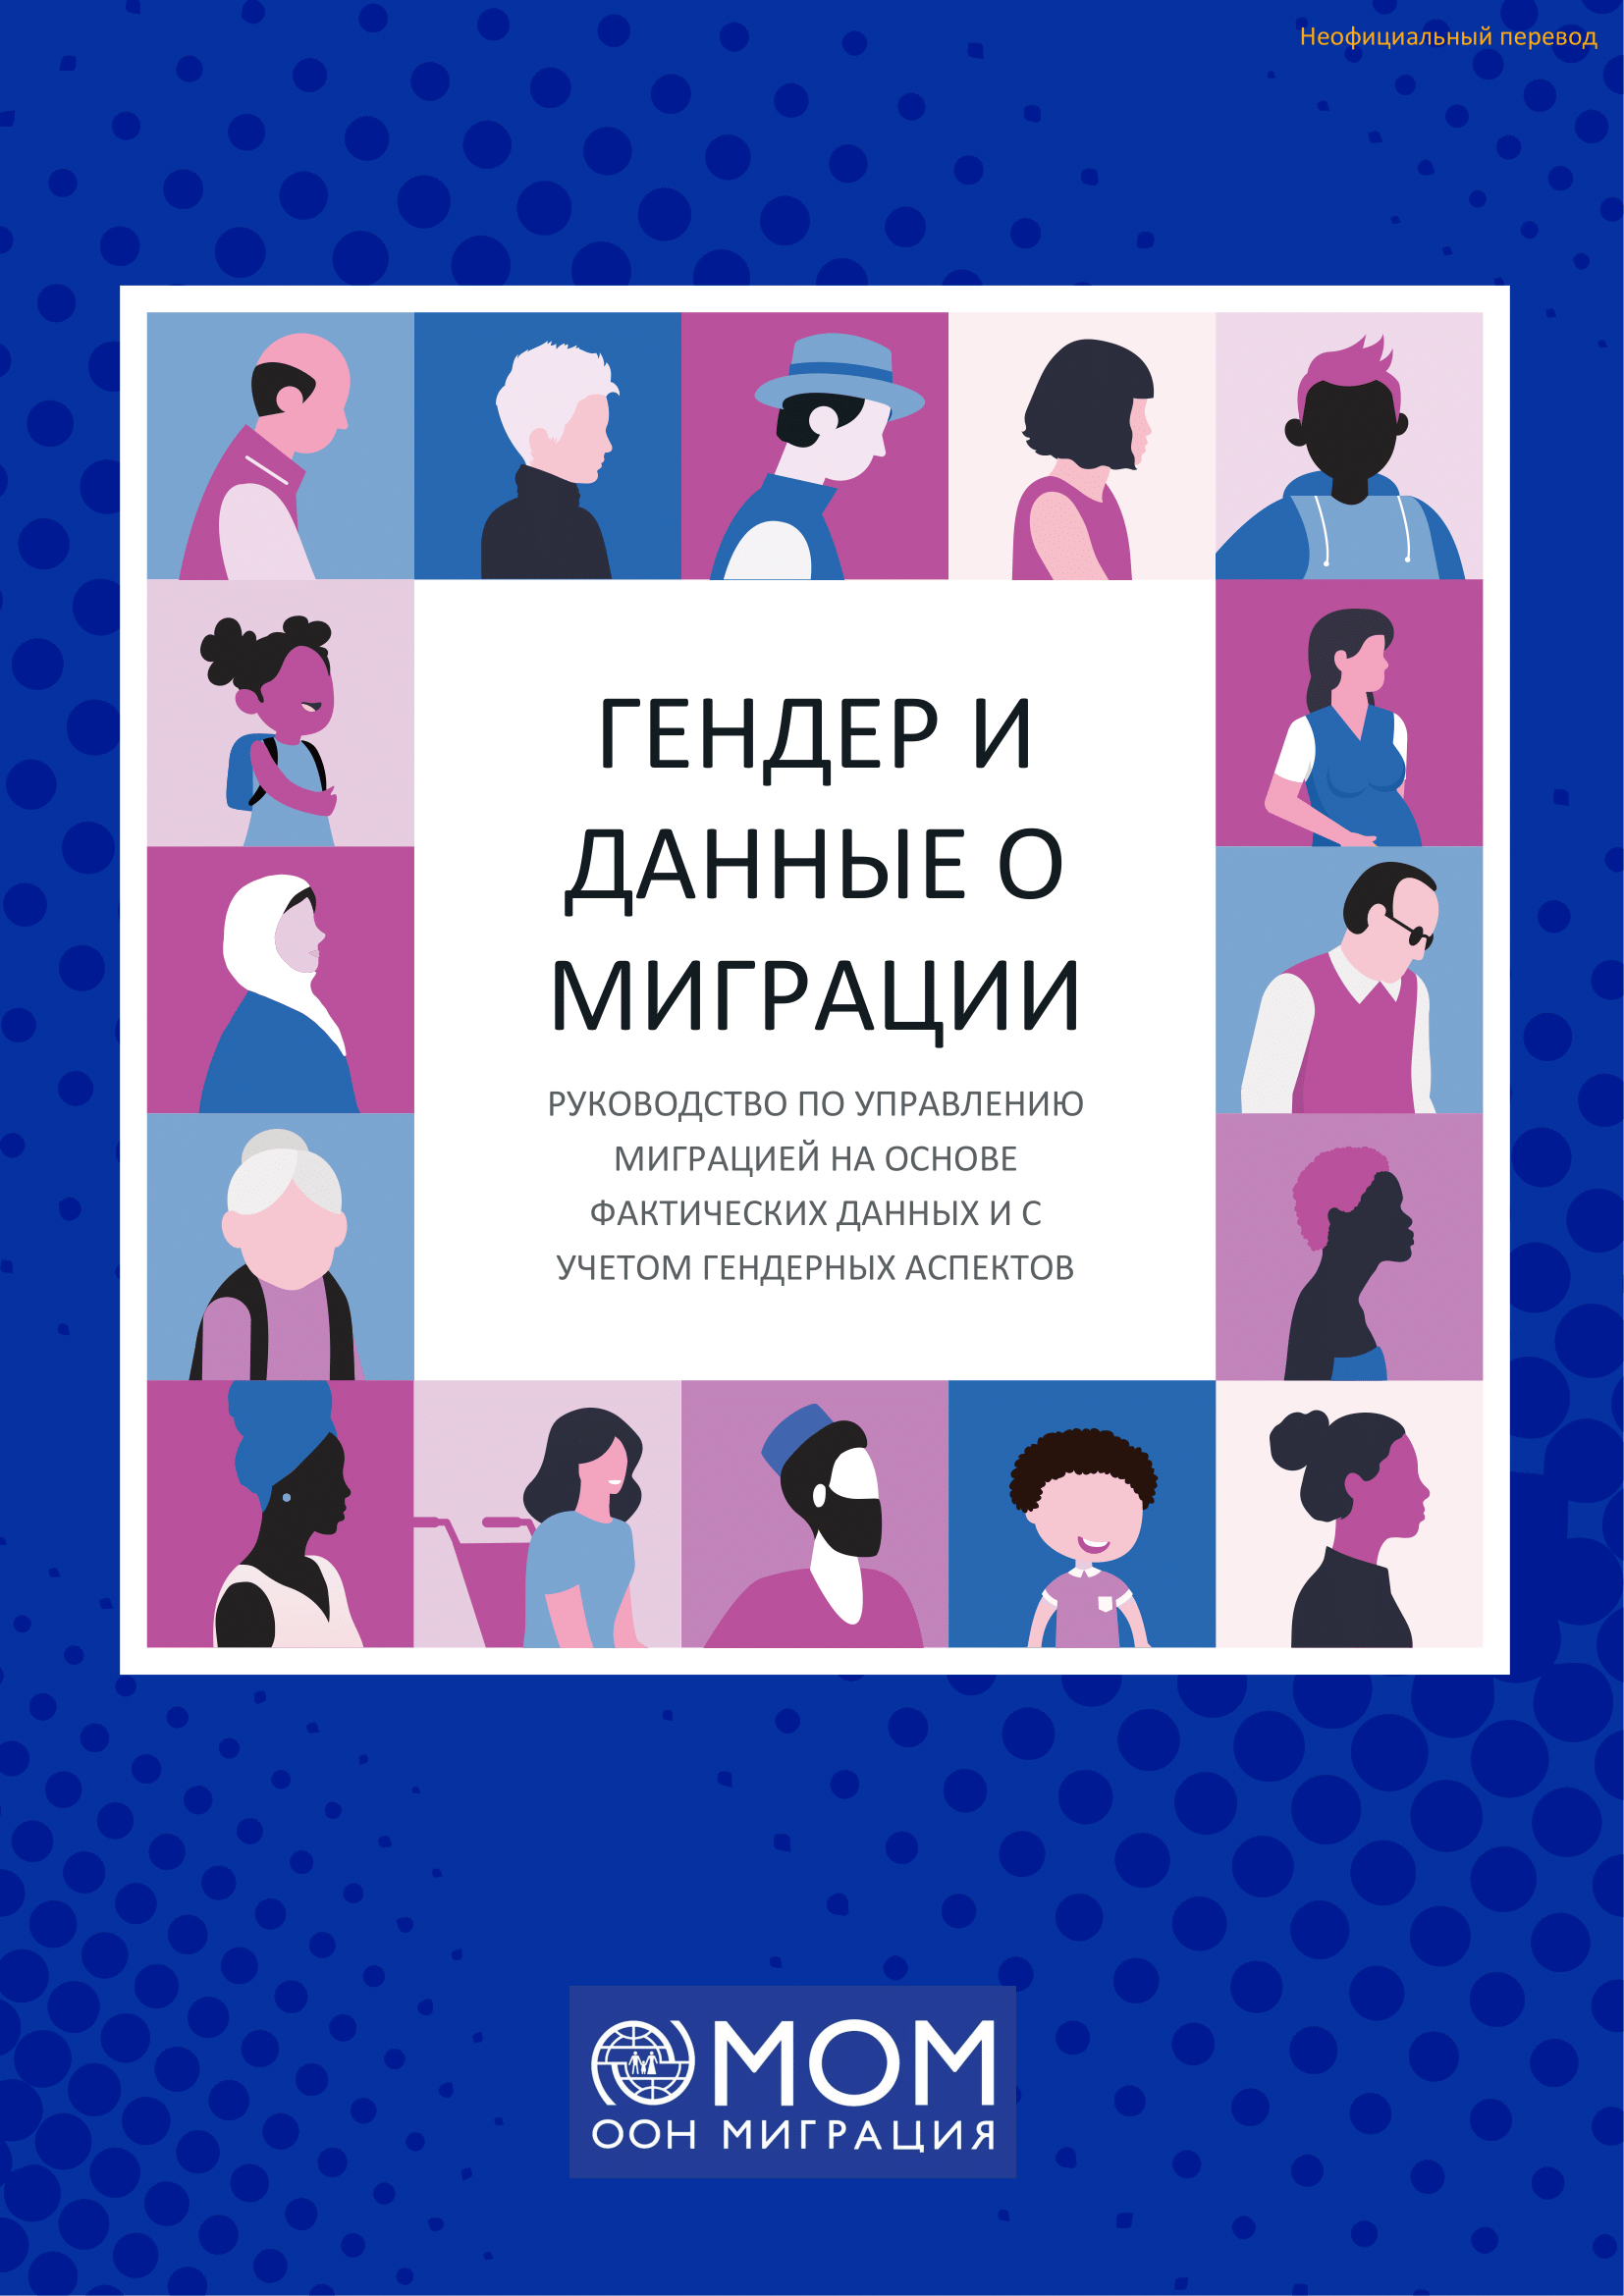 Неофициальный перевод
ГЕНДЕР И
ДАННЫЕ О
МИГРАЦИИ
РУКОВОДСТВО ПО УПРАВЛЕНИЮ
МИГРАЦИЕЙ НА ОСНОВЕ
ФАКТИЧЕСКИХ ДАННЫХ И С
УЧЕТОМ ГЕНДЕРНЫХ АСПЕКТОВ
МОМ
ООН МИГРАЦИЯ